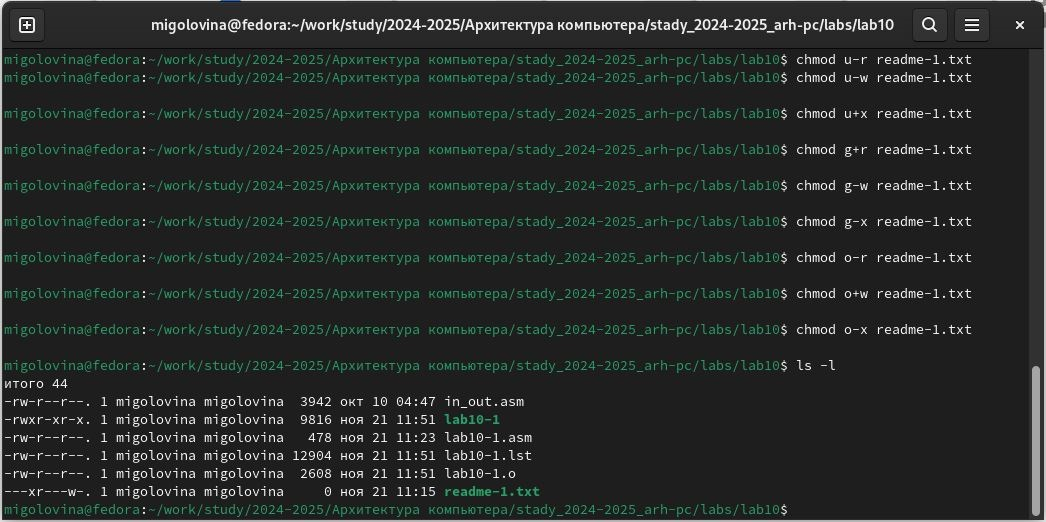 migolovina@fedora:~/work/study/2024-2025/Архитектура компьютера/stady_2024-2025_arh-pc/labs/lab10
migolovina@fedora:~/work/study/2024-2025/Архитектура компьютера/stady_2024-2025_arh-pc/labs/lab10$ chmod u-r readme-1.txt
migolovina@fedora:~/work/study/2024-2025/Архитектура компьютера/stady_2024-2025_arh-pc/labs/lab10$ chmod u-w readme-1.txt
migolovina@fedora:~/work/study/2024-2025/Архитектура компьютера/stady_2024-2025_arh-pc/labs/lab10$ chmod u+x readme-1.txt
migolovina@fedora:~/work/study/2024-2025/Архитектура компьютера/stady_2024-2025_arh-pc/labs/lab10$ chmod g+r readme-1.txt
migolovina@fedora:~/work/study/2024-2025/Архитектура компьютера/stady_2024-2025_arh-pc/labs/lab10$ chmod g-w readme-1.txt
migolovina@fedora:~/work/study/2024-2025/Архитектура компьютера/stady_2024-2025_arh-pc/labs/lab10$ chmod g-x readme-1.txt
migolovina@fedora:~/work/study/2024-2025/Архитектура компьютера/stady_2024-2025_arh-pc/labs/lab10$ chmod o-r readme-1.txt
migolovina@fedora:~/work/study/2024-2025/Архитектура компьютера/stady_2024-2025_arh-pc/labs/lab10$ chmod o+w readme-1.txt
migolovina@fedora:~/work/study/2024-2025/Архитектура компьютера/stady_2024-2025_arh-pc/labs/lab10$ chmod o-x readme-1.txt
migolovina@fedora:~/work/study/2024-2025/Архитектура компьютера/stady_2024-2025_arh-pc/labs/lab10$ ls -l
итого 44
-rw-r--r--. 1 migolovina migolovina  3942 окт 10 04:47 in_out.asm
-rwxr-xr-x. 1 migolovina migolovina  9816 ноя 21 11:51 lab10-1
-rw-r--r--. 1 migolovina migolovina   478 ноя 21 11:23 lab10-1.asm
-rw-r--r--. 1 migolovina migolovina 12904 ноя 21 11:51 lab10-1.lst
-rw-r--r--. 1 migolovina migolovina  2608 ноя 21 11:51 lab10-1.o
---xr---w-. 1 migolovina migolovina     0 ноя 21 11:15 readme-1.txt
migolovina@fedora:~/work/study/2024-2025/Архитектура компьютера/stady_2024-2025_arh-pc/labs/lab10$